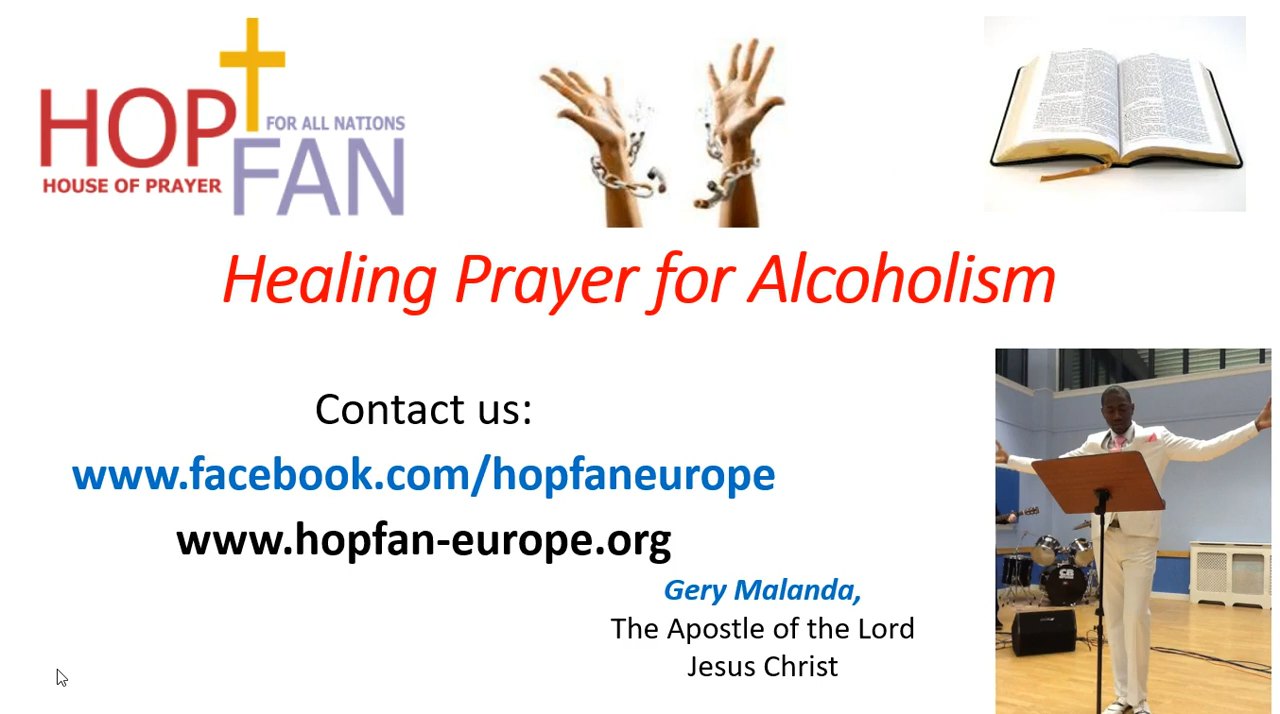 HOP
FOR ALL NATIONS
HOUSE OF PRAYER
FAN
Healing Prayer for Alcoholism
Contact us:
www.facebook.com/hopfaneurope
www.hopfan-europe.org
Gery Malanda,
The Apostle of the Lord
Jesus Christ
CB